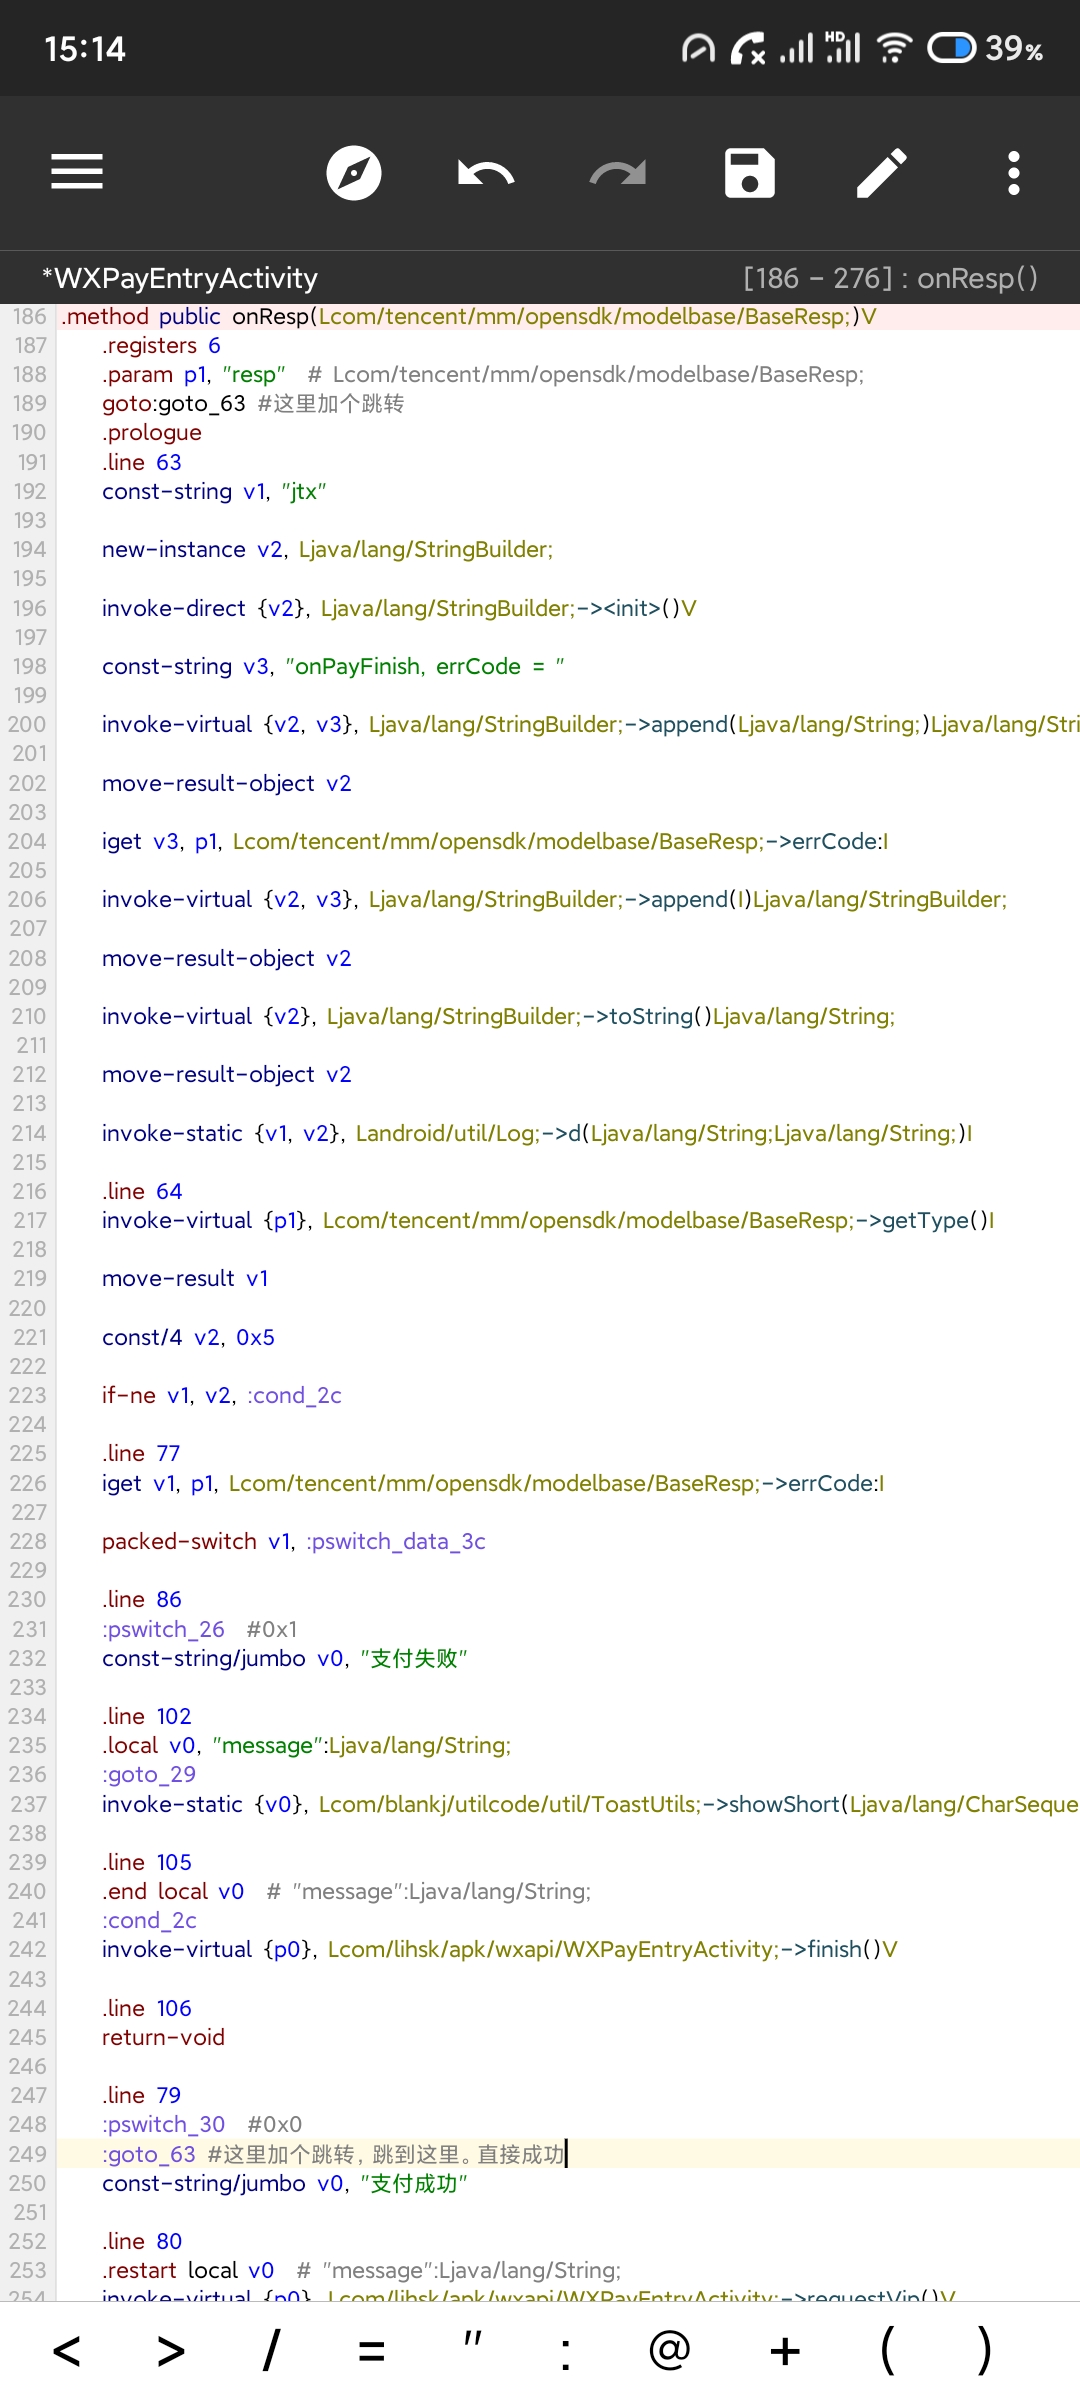 15:14
HD 39%
*WXPayEntryActivity [186 - 276] : onResp()
186 .method public onResp(Lcom/tencent/mm/opensdk/modelbase/BaseResp;)V
187 .registers 6
188 .param p1, "resp" # Lcom/tencent/mm/opensdk/modelbase/BaseResp;
189 goto:goto_63 #这里加个跳转
190 .prologue
191 .line 63
192 const-string v1, "jtx"
193
194 new-instance v2, Ljava/lang/StringBuilder;
195
196 invoke-direct {v2}, Ljava/lang/StringBuilder;-><init>()V
197
198 const-string v3, "onPayFinish, errCode = "
199
200 invoke-virtual {v2, v3}, Ljava/lang/StringBuilder;->append(Ljava/lang/String;)Ljava/lang/Stri
201
202 move-result-object v2
203
204 iget v3, p1, Lcom/tencent/mm/opensdk/modelbase/BaseResp;->errCode:I
205
206 invoke-virtual {v2, v3}, Ljava/lang/StringBuilder;->append(I)Ljava/lang/StringBuilder;
207
208 move-result-object v2
209
210 invoke-virtual {v2}, Ljava/lang/StringBuilder;->toString()Ljava/lang/String;
211
212 move-result-object v2
213
214 invoke-static {v1, v2}, Landroid/util/Log;->d(Ljava/lang/String;Ljava/lang/String;)I
215
216 .line 64
217 invoke-virtual {p1}, Lcom/tencent/mm/opensdk/modelbase/BaseResp;->getType()I
218
219 move-result v1
220
221 const/4 v2, 0x5
222
223 if-ne v1, v2, :cond_2c
224
225 .line 77
226 iget v1, p1, Lcom/tencent/mm/opensdk/modelbase/BaseResp;->errCode:I
227
228 packed-switch v1, :pswitch_data_3c
229
230 .line 86
231 :pswitch_26 #0x1
232 const-string/jumbo v0, "支付失败"
233
234 .line 102
235 .local v0, "message":Ljava/lang/String;
236 :goto_29
237 invoke-static {v0}, Lcom/blankj/utilcode/util/ToastUtils;->showShort(Ljava/lang/CharSeque
238
239 .line 105
240 .end local v0 # "message":Ljava/lang/String;
241 :cond_2c
242 invoke-virtual {p0}, Lcom/lihsk/apk/wxapi/WXPayEntryActivity;->finish()V
243
244 .line 106
245 return-void
246
247 .line 79
248 :pswitch_30 #0x0
249 :goto_63 #这里加个跳转，跳到这里。直接成功
250 const-string/jumbo v0, "支付成功"
251
252 .line 80
253 .restart local v0 # "message":Ljava/lang/String;
254 invoke-virtual {p0}, Lcom/lihsk/apk/wxapi/WXPayEntryActivity;->requestVip()V
< > / = " : @ + ( )